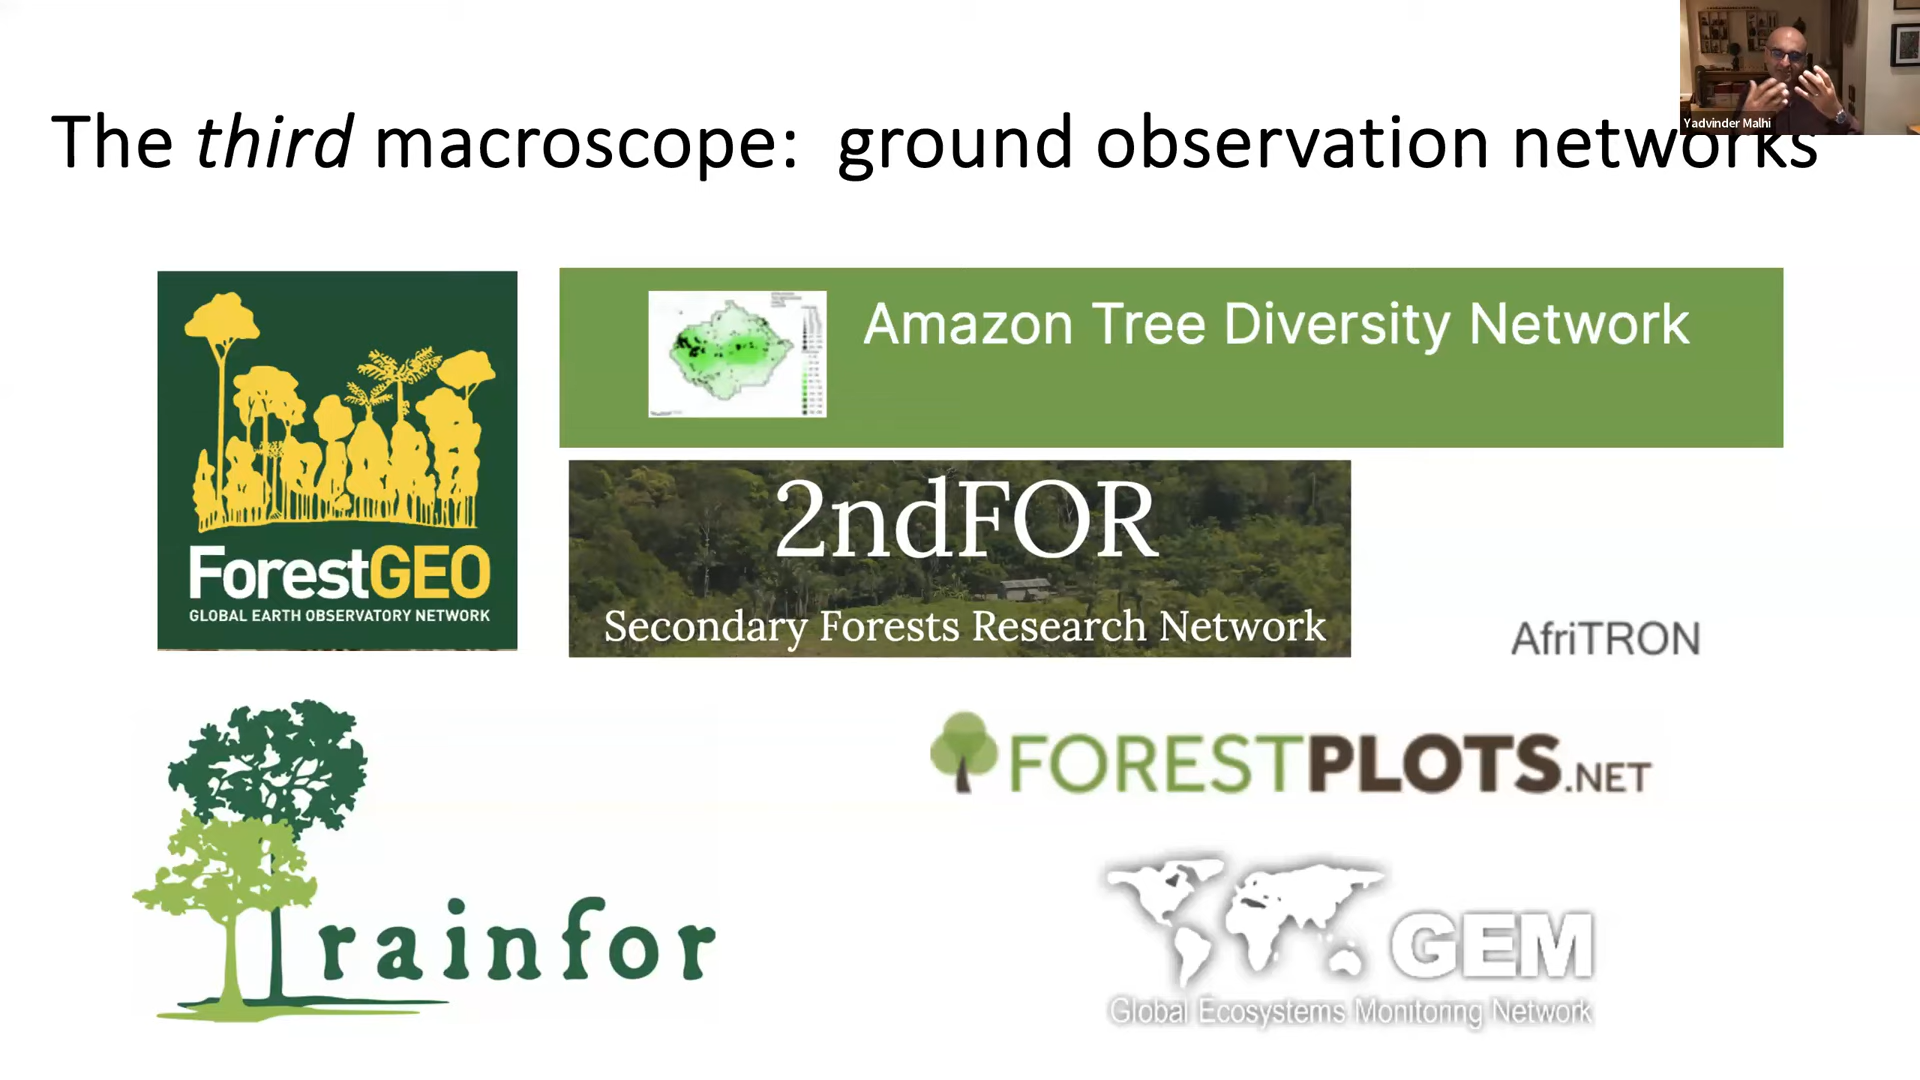 The third macroscope: ground observation networks
Yadvinder Malhi
Amazon Tree Diversity Network
2ndFOR
Secondary Forests Research Network
ForestGEO
GLOBAL EARTH OBSERVATORY NETWORK
AfriTRON
FORESTPLOTS.NET
rainfor
GEM
Global Ecosystems Monitoring Network